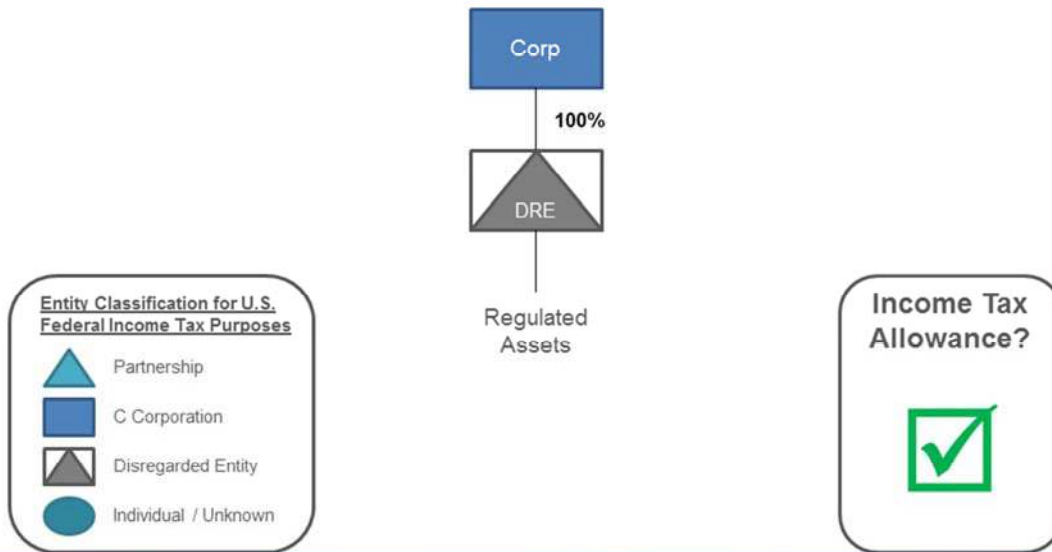 Corp
100%
DRE
Regulated
Assets
Entity Classification for U.S.
Federal Income Tax Purposes
Partnership
C Corporation
Disregarded Entity
Individual / Unknown
Income Tax
Allowance?